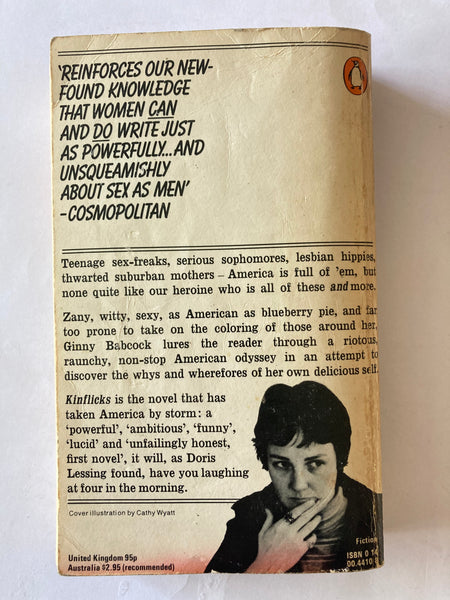 'REINFORCES OUR NEW-
FOUND KNOWLEDGE
THAT WOMEN CAN
AND DO WRITE JUST
AS POWERFULLY...AND
UNSQUEAMISHLY
ABOUT SEX AS MEN'
-COSMOPOLITAN
Teenage sex-freaks, serious sophomores, lesbian hippies,
thwarted suburban mothers – America is full of 'em, but
none quite like our heroine who is all of these and more.
Zany, witty, sexy, as American as blueberry pie, and far
too prone to take on the coloring of those around her,
Ginny Babcock lures the reader through a riotous,
raunchy, non-stop American odyssey in an attempt to
discover the whys and wherefores of her own delicious self.
Kinflicks is the novel that has
taken America by storm: a
'powerful', 'ambitious', 'funny',
'lucid' and 'unfailingly honest,
first novel', it will, as Doris
Lessing found, have you laughing
at four in the morning.
Cover illustration by Cathy Wyatt
United Kingdom 95p
Australia $2.95 (recommended)
Fiction
ISBN 0 14
00.4410